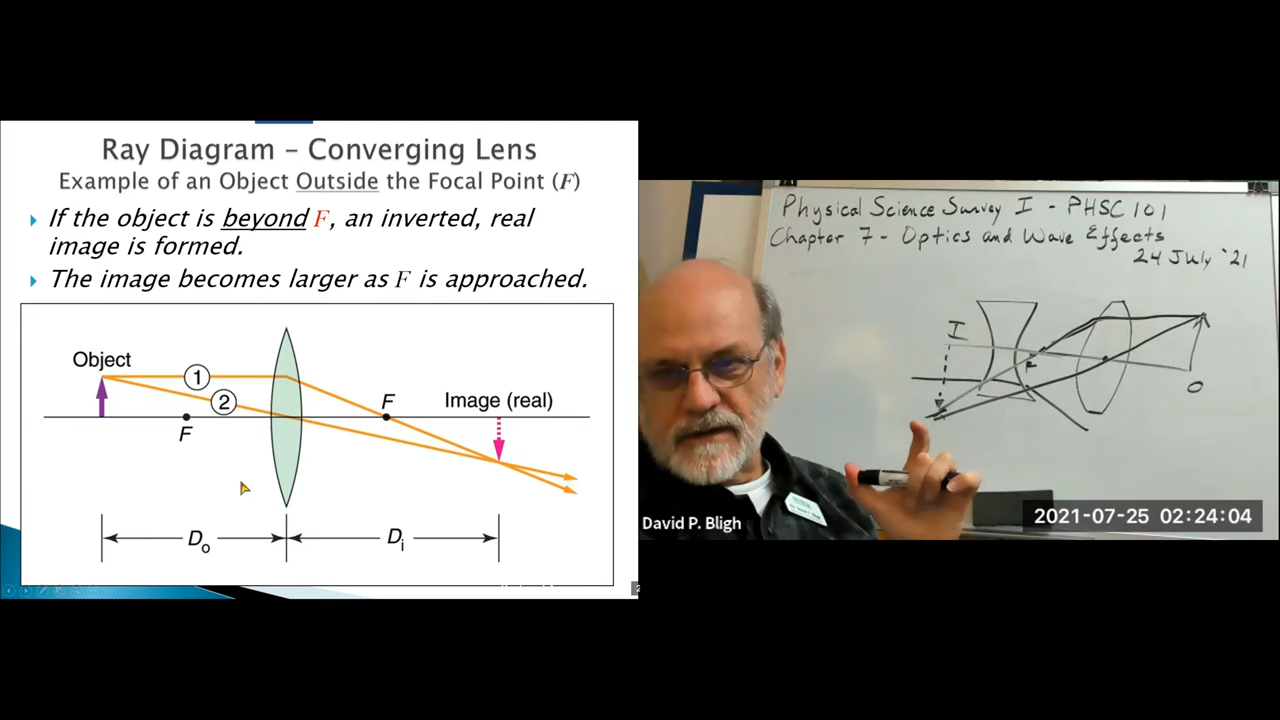 Ray Diagram – Converging Lens
Example of an Object Outside the Focal Point (F)
If the object is beyond F, an inverted, real
image is formed.
The image becomes larger as F is approached.
Object
1
2
F
F
Image (real)
Do
Di
Physical Science Survey I - PHSC 101
Chapter 7 - Optics and Wave Effects
24 July '21
I
F
O
David P. Bligh
2021-07-25 02:24:04